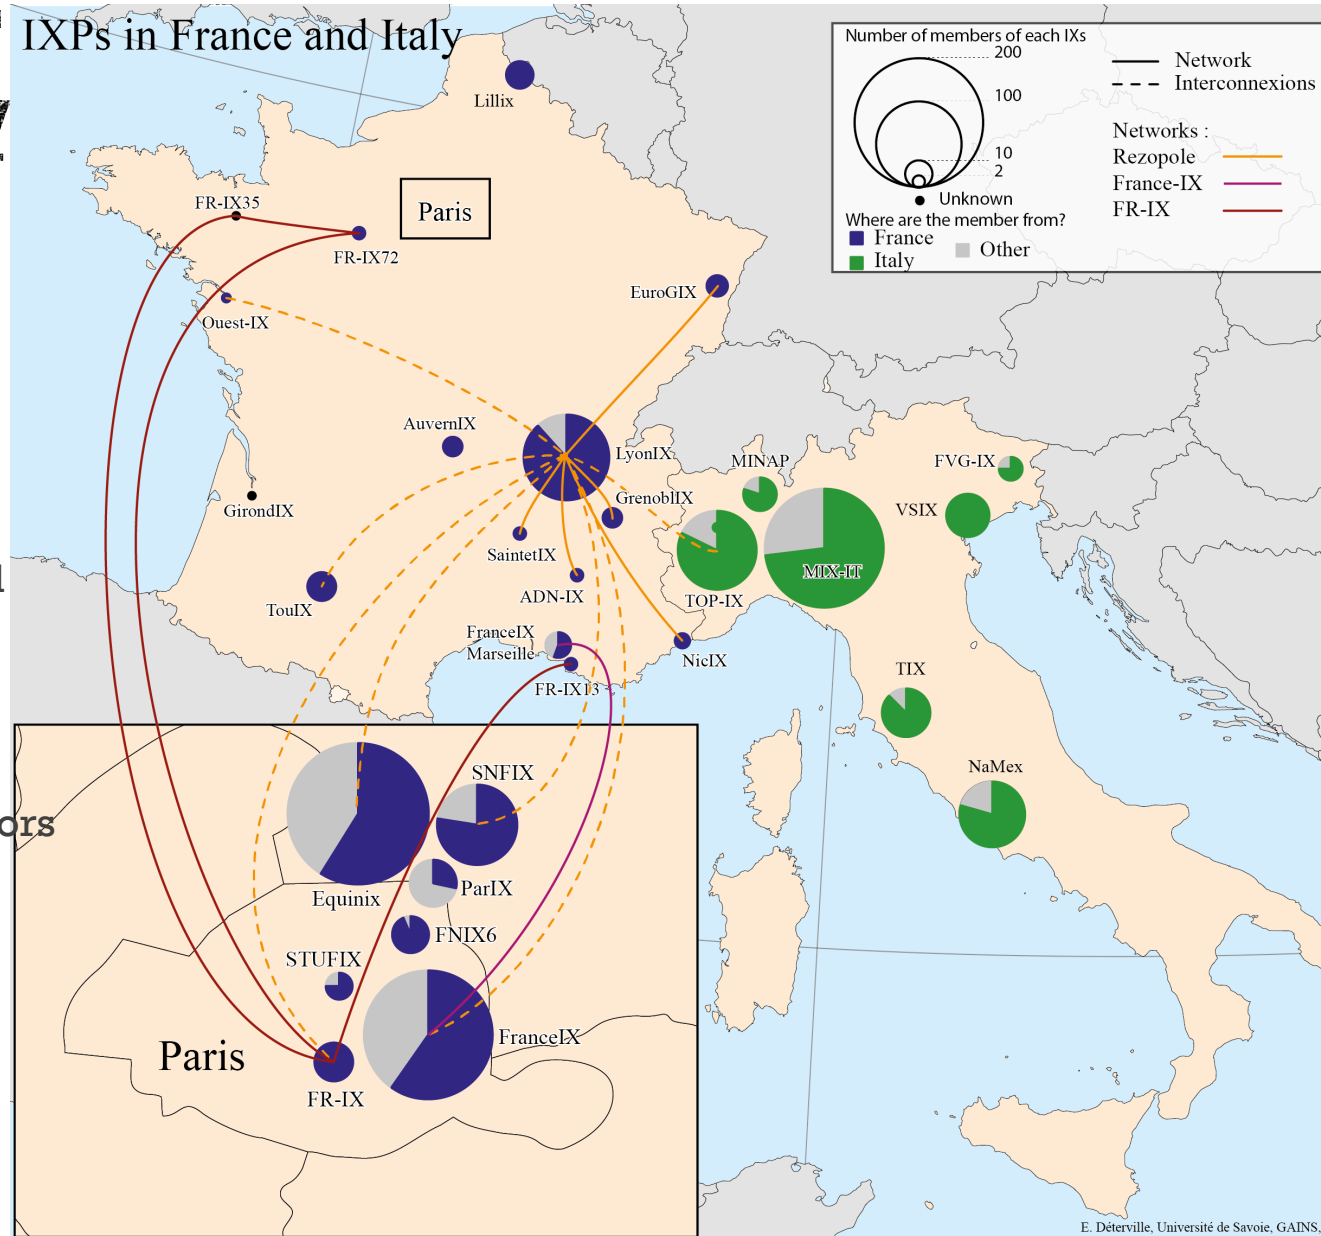 IXPs in France and Italy
Number of members of each IXs
200
100
10
2
Unknown
Where are the member from?
France
Italy
Other
Network
Interconnexions
Networks :
Rezopole
France-IX
FR-IX
Lillix
Paris
FR-IX35
FR-IX72
Ouest-IX
EuroGIX
AuvernIX
LyonIX
GrenoblIX
GirondIX
SaintetIX
ADN-IX
TouIX
FranceIX
Marseille
FR-IX13
NicIX
MINAP
FVG-IX
VSIX
MIX-IT
TOP-IX
TIX
NaMex
SNFIX
Equinix
ParIX
FNIX6
STUFIX
FranceIX
Paris
FR-IX
ors
E. Déterville, Université de Savoie, GAINS,